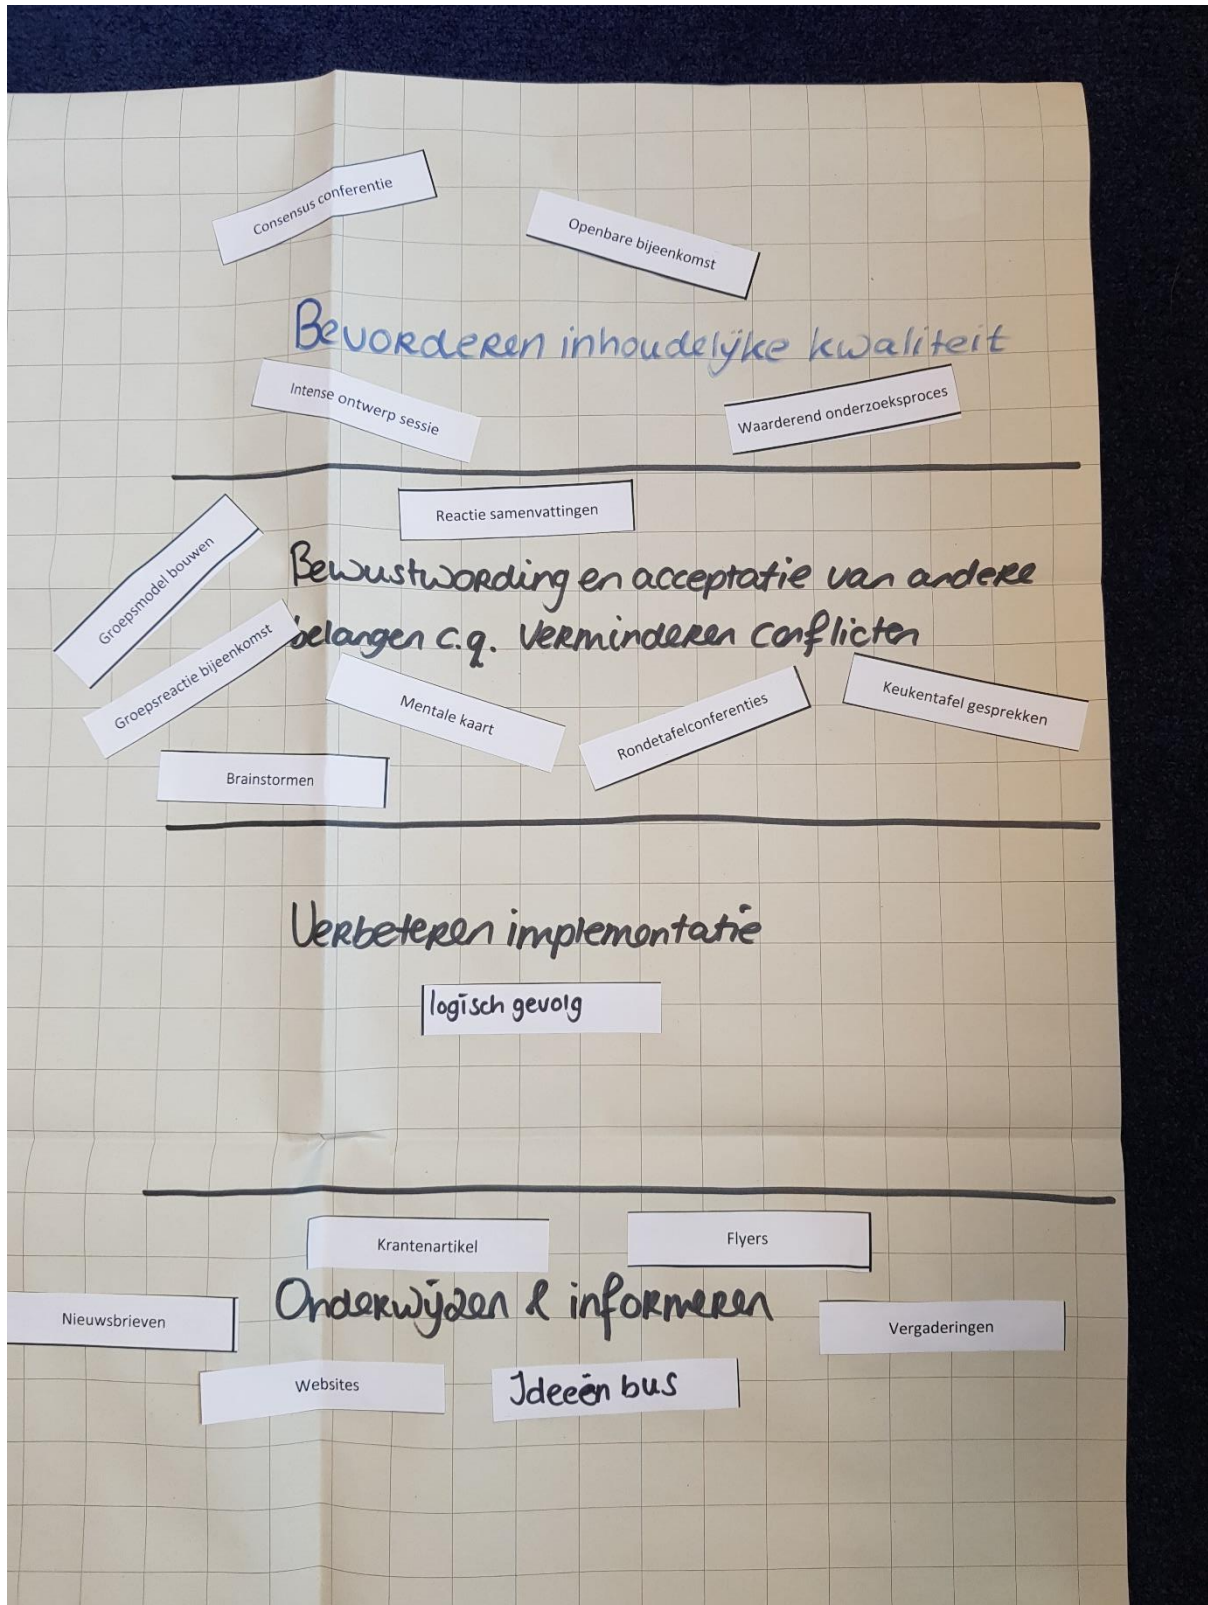 Consensus conferentie
Openbare bijeenkomst
Bevorderen inhoudelijke kwaliteit
Intense ontwerp sessie
Waarderend onderzoeksproces
Reactie samenvattingen
Groepsmodel bouwen
Bewustwording en acceptatie van andere
belangen c.q. verminderen conflicten
Groepsreactie bijeenkomst
Mentale kaart
Rondetafelconferenties
Keukentafel gesprekken
Brainstormen
Verbeteren implementatie
logisch gevolg
Krantenartikel
Flyers
Onderwijzen & informeren
Nieuwsbrieven
Vergaderingen
Websites
Ideeën bus